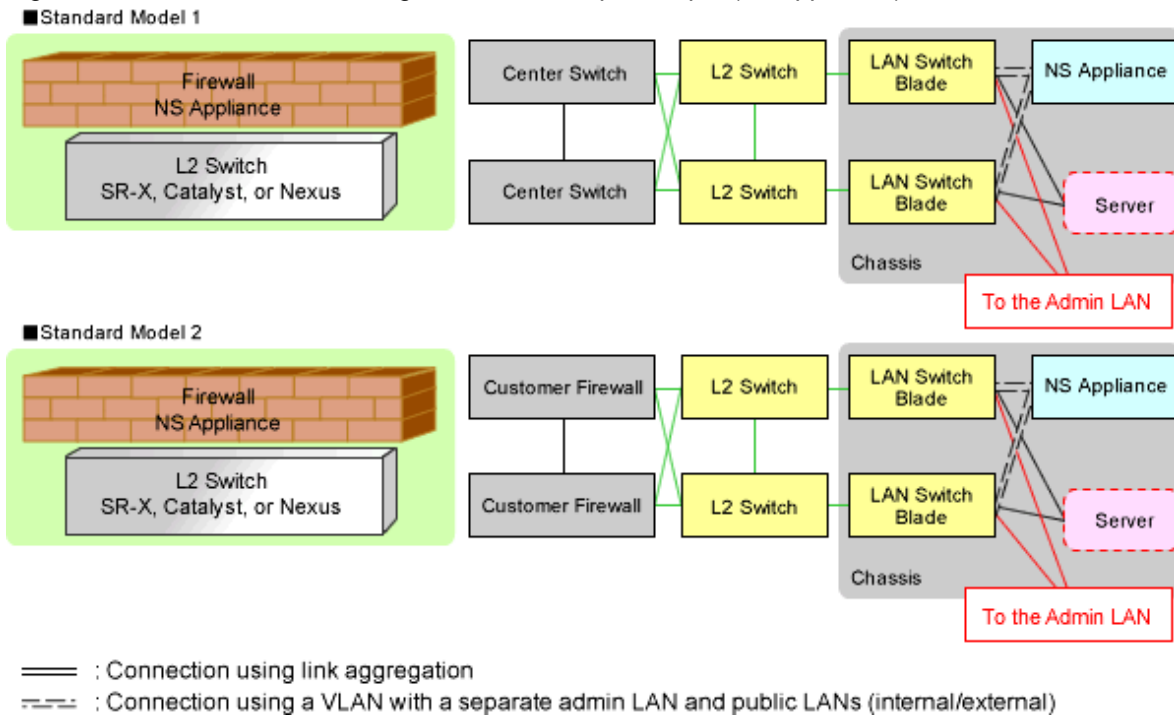 ■Standard Model 1
Firewall
NS Appliance
L2 Switch
SR-X, Catalyst, or Nexus
Center Switch
L2 Switch
LAN Switch
Blade
NS Appliance
Center Switch
L2 Switch
LAN Switch
Blade
Server
Chassis
To the Admin LAN
■Standard Model 2
Firewall
NS Appliance
L2 Switch
SR-X, Catalyst, or Nexus
Customer Firewall
L2 Switch
LAN Switch
Blade
NS Appliance
Customer Firewall
L2 Switch
LAN Switch
Blade
Server
Chassis
To the Admin LAN
: Connection using link aggregation
: Connection using a VLAN with a separate admin LAN and public LANs (internal/external)